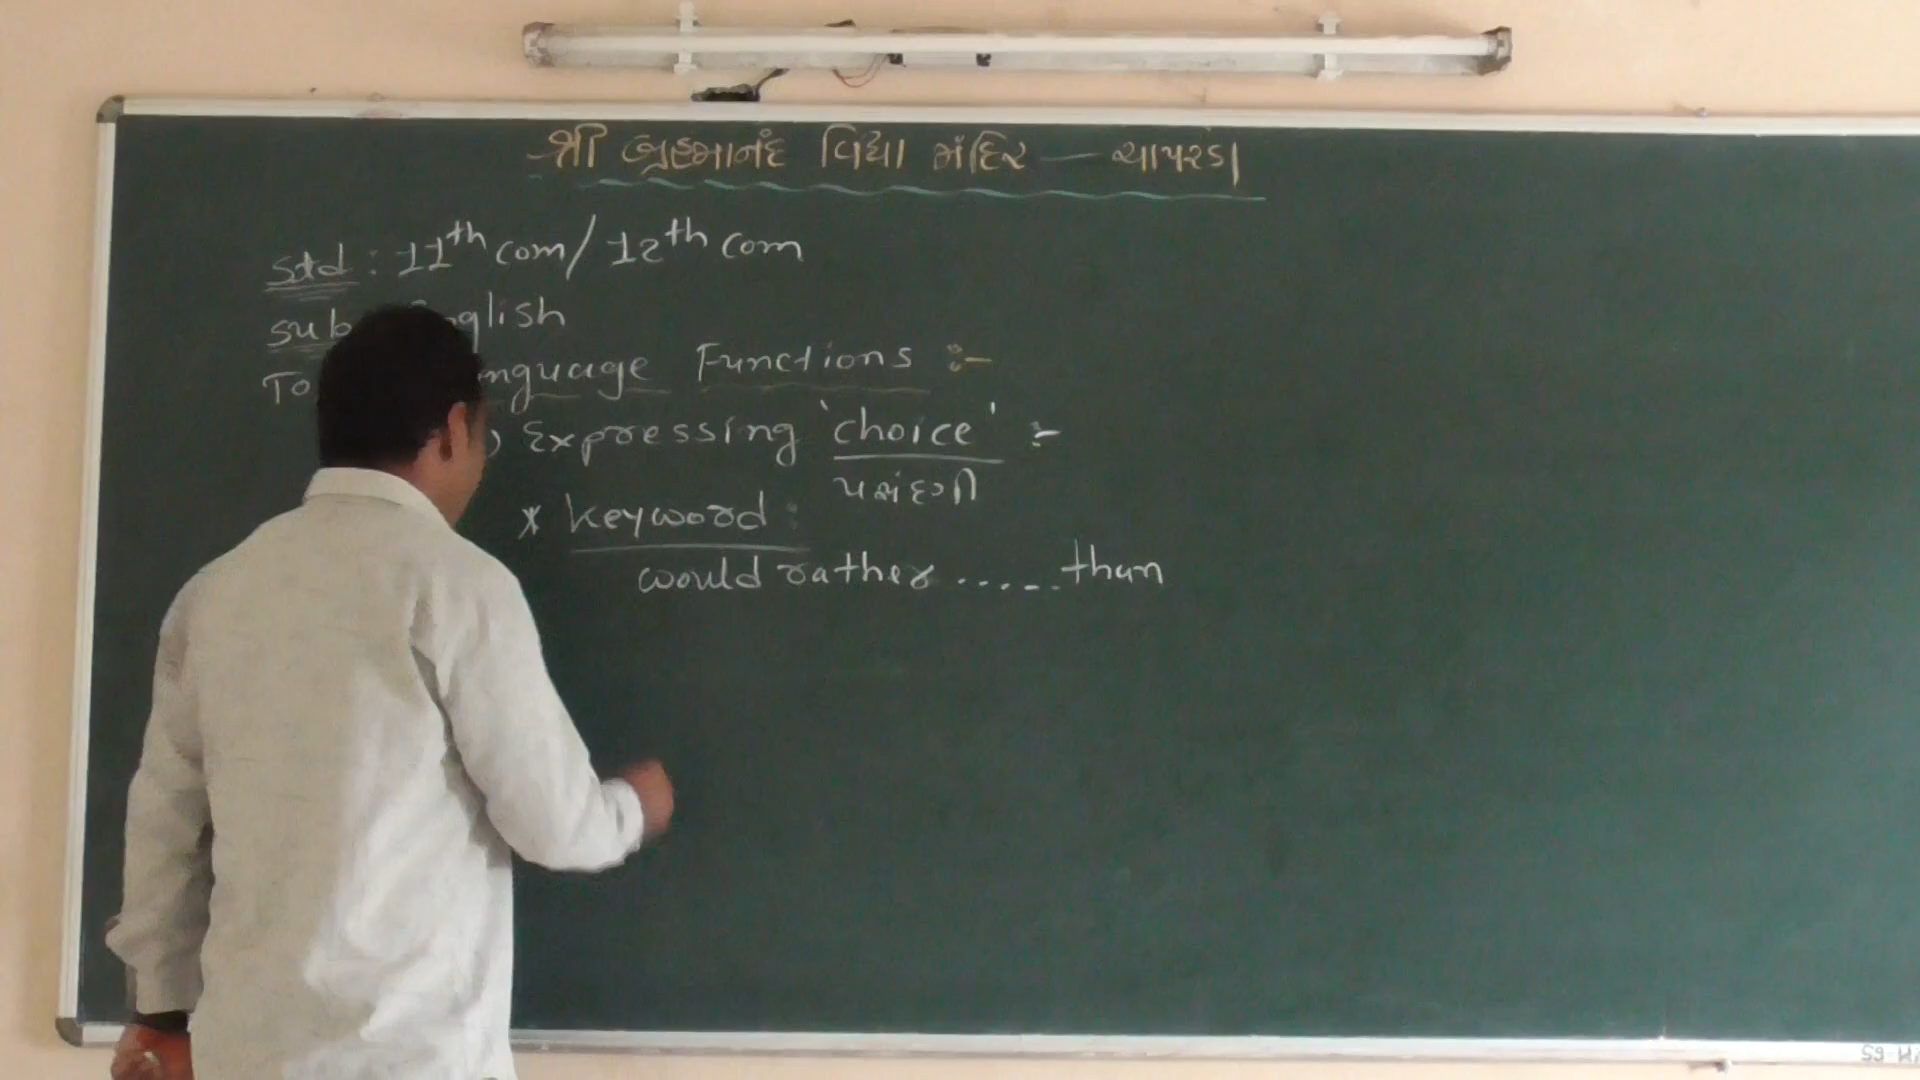 શ્રી બ્રહ્માનંદ વિદ્યા મંદિર — ચાપરડા
Std : 11th com / 12th com
Sub glish
To nguage Functions :-
) Expressing 'choice' :-
પસંદગી
* Keyword :
would rather ..... than